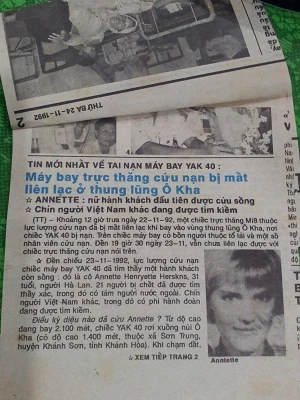 THỨ BA 24-11-1992
2
TIN MỚI NHẤT VỀ TAI NẠN MÁY BAY YAK 40 :
Máy bay trực thăng cứu nạn bị mất
liên lạc ở thung lũng Ô Kha
☆ ANNETTE : nữ hành khách đầu tiên được cứu sống
☆ Chín người Việt Nam khác đang được tìm kiếm
(TT) – Khoảng 12 giờ trưa ngày 22-11-92, một chiếc trực thăng MI8 thuộc
lực lượng cứu nạn đã bị mất liên lạc khi bay vào vùng thung lũng Ô Kha, nơi
chiếc YAK 40 bị nạn. Trên chiếc máy bay có bốn người thuộc tổ lái và một số
nhân viên cứu nạn. Đến 19 giờ 30 ngày 23-11, vẫn chưa liên lạc được với
chiếc trực thăng cứu nạn nói trên.
☆ Đến chiều 23-11-1992, lực lượng cứu nạn
chiếc máy bay YAK 40 đã tìm thấy một hành khách
còn sống : đó là cô Annette Henryette Herskns, 31
tuổi, người Hà Lan. 21 người bị chết đã được tìm
thấy xác, trong đó có tám người nước ngoài. Chín
người Việt Nam khác, trong đó có phi hành đoàn
đang được tìm kiếm.
Điều kỳ diệu nào đã cứu Annette ? Từ độ cao
đang bay 2.100 mét, chiếc YAK 40 rơi xuống núi Ô
Kha (có độ cao 1.400 mét, thuộc xã Sơn Trung,
huyện Khánh Sơn, tỉnh Khánh Hòa). Khi chạm đất,
☆ XEM TIẾP TRANG 2
Anntette